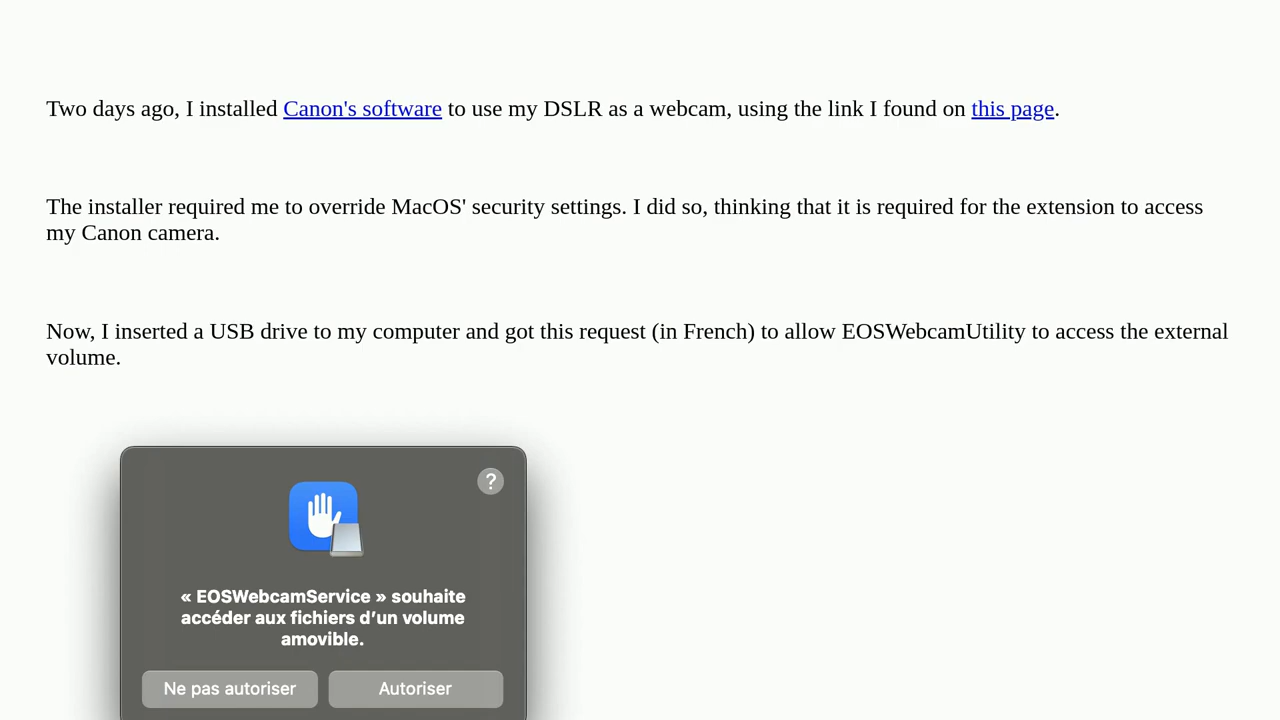 Two days ago, I installed Canon's software to use my DSLR as a webcam, using the link I found on this page.
The installer required me to override MacOS' security settings. I did so, thinking that it is required for the extension to access
my Canon camera.
Now, I inserted a USB drive to my computer and got this request (in French) to allow EOSWebcamUtility to access the external
volume.
?
« EOSWebcamService » souhaite
accéder aux fichiers d’un volume
amovible.
Ne pas autoriser Autoriser